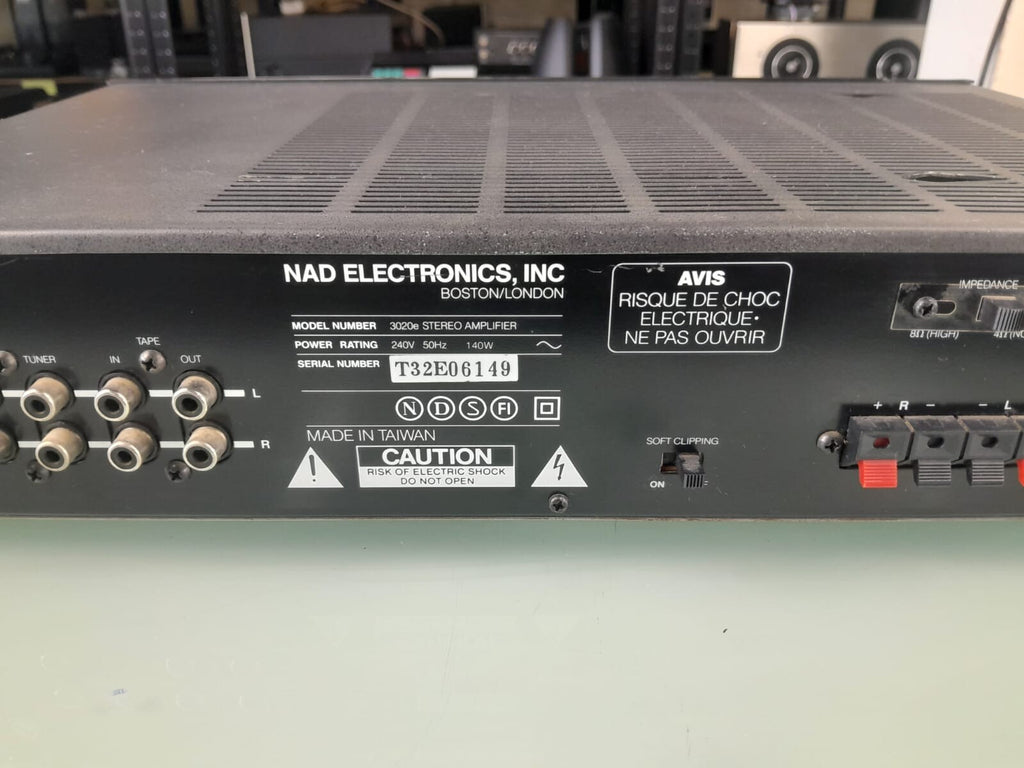 NAD ELECTRONICS, INC
BOSTON/LONDON
MODEL NUMBER 3020e STEREO AMPLIFIER
POWER RATING 240V 50Hz 140W
SERIAL NUMBER T32E06149
N D S FI
MADE IN TAIWAN
CAUTION
RISK OF ELECTRIC SHOCK
DO NOT OPEN
TUNER
TAPE
IN OUT
L
R
AVIS
RISQUE DE CHOC
ELECTRIQUE•
NE PAS OUVRIR
SOFT CLIPPING
ON
IMPEDANCE
8Ω (HIGH)
+ R − − L